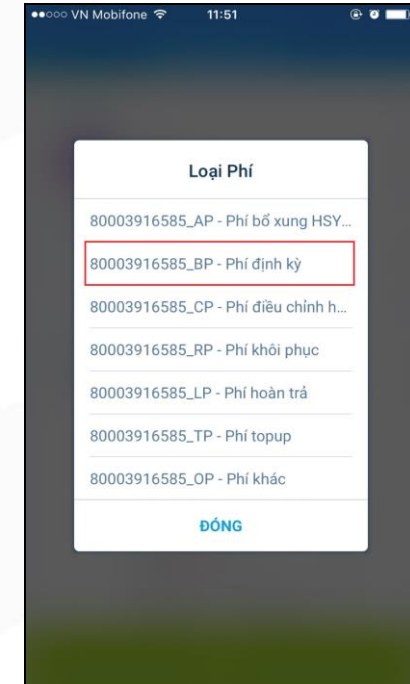 VN Mobifone 11:51
Loại Phí
80003916585_AP - Phí bổ xung HSY...
80003916585_BP - Phí định kỳ
80003916585_CP - Phí điều chỉnh h...
80003916585_RP - Phí khôi phục
80003916585_LP - Phí hoàn trả
80003916585_TP - Phí topup
80003916585_OP - Phí khác
ĐÓNG